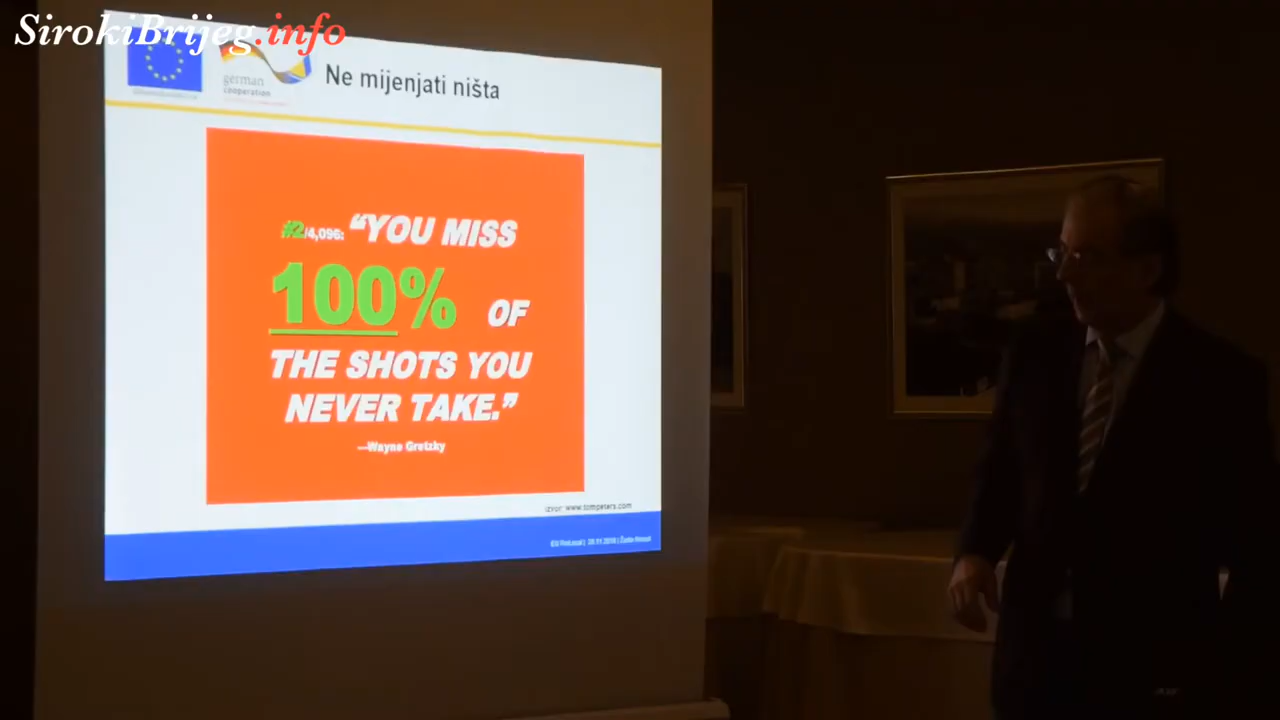 SirokiBrijeg.info
german
cooperation
Ne mijenjati ništa
#2/4,096: “YOU MISS
100% OF
THE SHOTS YOU
NEVER TAKE.”
—Wayne Gretzky
izvor: www.tompeters.com